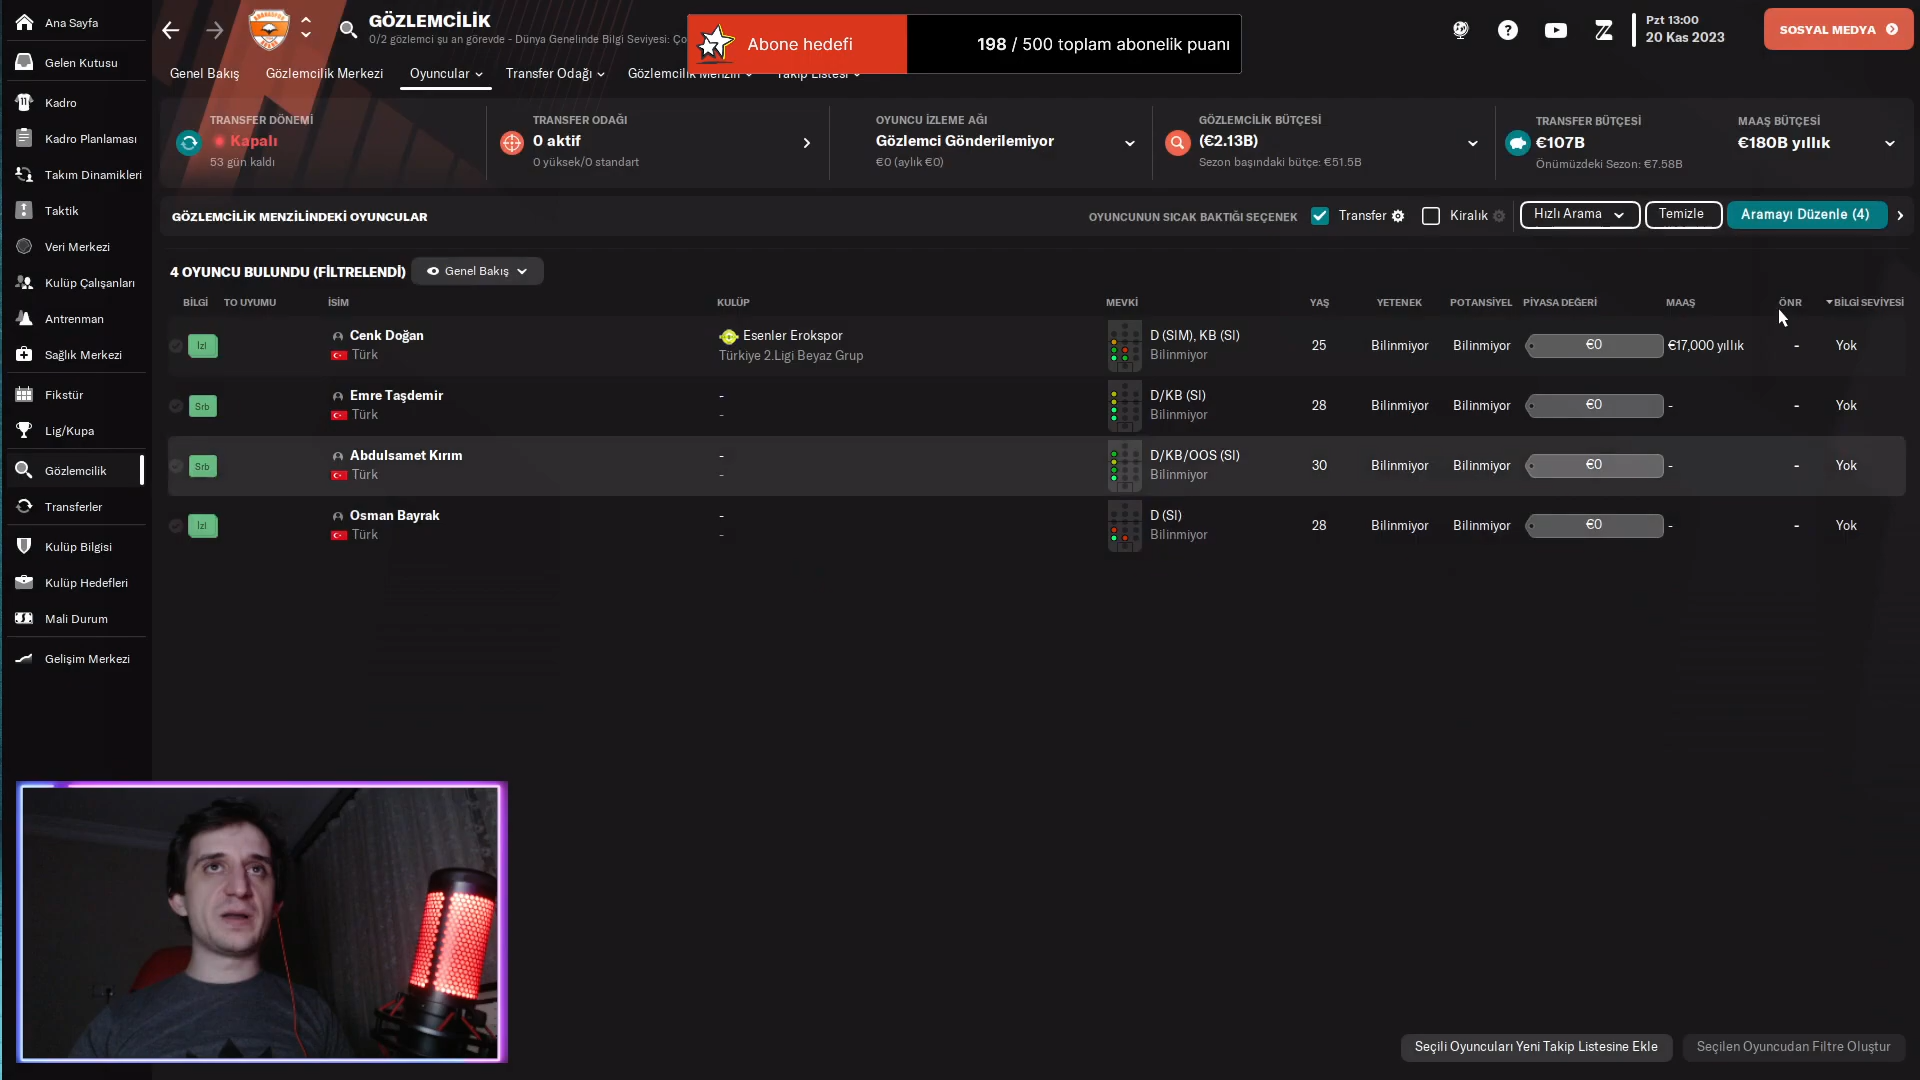 Ana Sayfa
Gelen Kutusu
Kadro
Kadro Planlaması
Takım Dinamikleri
Taktik
Veri Merkezi
Kulüp Çalışanları
Antrenman
Sağlık Merkezi
Fikstür
Lig/Kupa
Gözlemcilik
Transferler
Kulüp Bilgisi
Kulüp Hedefleri
Mali Durum
Gelişim Merkezi
GÖZLEMCİLİK
0/2 gözlemci şu an görevde - Dünya Genelinde Bilgi Seviyesi: Ço
Abone hedefi
198 / 500 toplam abonelik puanı
Pzt 13:00
20 Kas 2023
SOSYAL MEDYA
Genel Bakış
Gözlemcilik Merkezi
Oyuncular
Transfer Odağı
Gözlemcilik Menzili
Takip Listesi
TRANSFER DÖNEMİ
Kapalı
53 gün kaldı
TRANSFER ODAĞI
0 aktif
0 yüksek/0 standart
OYUNCU İZLEME AĞI
Gözlemci Gönderilemiyor
€0 (aylık €0)
GÖZLEMCİLİK BÜTÇESİ
(€2.13B)
Sezon başındaki bütçe: €51.5B
TRANSFER BÜTÇESİ
€107B
Önümüzdeki Sezon: €7.58B
MAAŞ BÜTÇESİ
€180B yıllık
GÖZLEMCİLİK MENZİLİNDEKİ OYUNCULAR
OYUNCUNUN SICAK BAKTIĞI SEÇENEK
Transfer
Kiralık
Hızlı Arama
Temizle
Aramayı Düzenle (4)
4 OYUNCU BULUNDU (FİLTRELENDİ)
Genel Bakış
BİLGİ TO UYUMU İSİM KULÜP MEVKİ YAŞ YETENEK POTANSİYEL PİYASA DEĞERİ MAAŞ ÖNR BİLGİ SEVİYESİ
İzl Cenk Doğan Esenler Erokspor D (SIM), KB (SI) 25 Bilinmiyor Bilinmiyor €0 €17,000 yıllık - Yok
Türk Türkiye 2.Ligi Beyaz Grup Bilinmiyor
Srb Emre Taşdemir - D/KB (SI) 28 Bilinmiyor Bilinmiyor €0 - - Yok
Türk - Bilinmiyor
Srb Abdulsamet Kırım - D/KB/OOS (SI) 30 Bilinmiyor Bilinmiyor €0 - - Yok
Türk - Bilinmiyor
İzl Osman Bayrak - D (SI) 28 Bilinmiyor Bilinmiyor €0 - - Yok
Türk - Bilinmiyor
Seçili Oyuncuları Yeni Takip Listesine Ekle
Seçilen Oyuncudan Filtre Oluştur